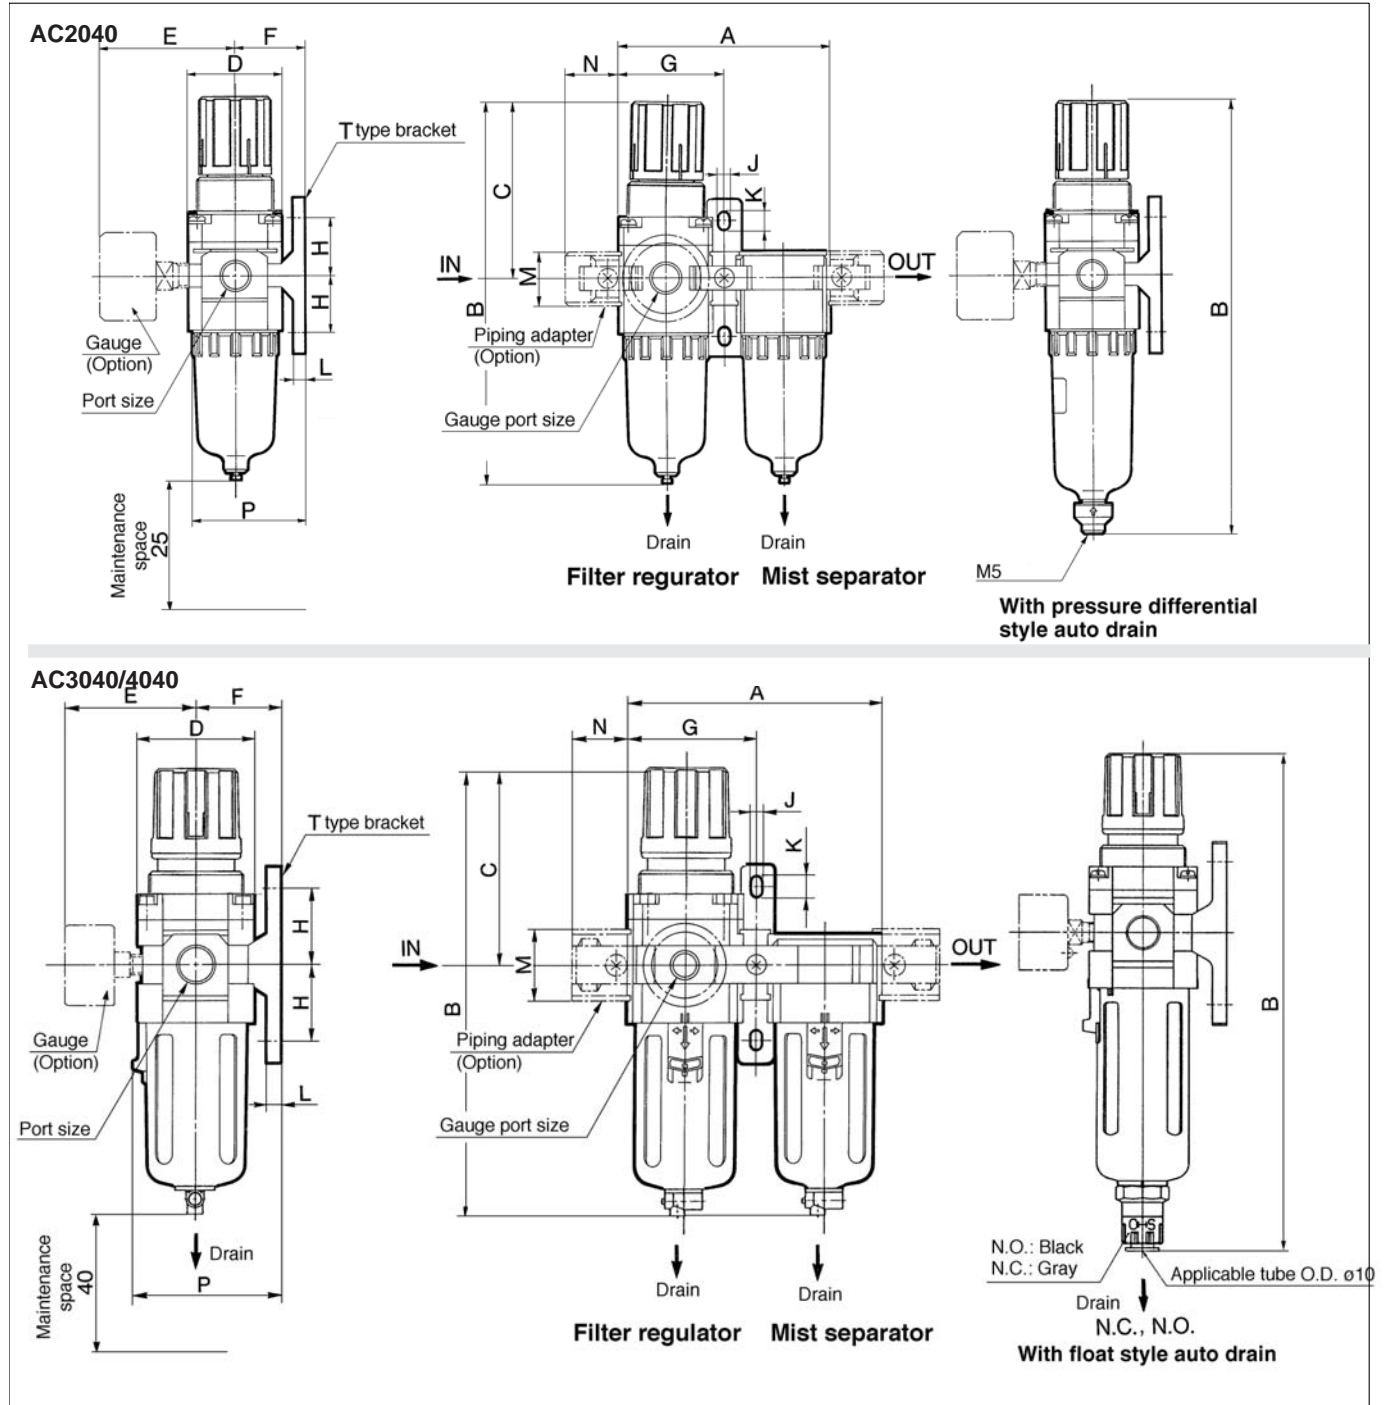 AC2040
E
F
D
T type bracket
H
H
Gauge
(Option)
L
Port size
P
Maintenance
space
25
A
N
G
J
K
C
IN
M
B
OUT
Piping adapter
(Option)
Gauge port size
Drain
Drain
Filter regurator
Mist separator
B
M5
With pressure differential
style auto drain
AC3040/4040
E
F
D
T type bracket
H
H
Gauge
(Option)
L
Port size
Drain
P
Maintenance
space
40
A
N
G
J
K
C
IN
M
B
OUT
Piping adapter
(Option)
Gauge port size
Drain
Drain
Filter regulator
Mist separator
B
O
S
N.O.: Black
N.C.: Gray
Applicable tube O.D. ø10
Drain
N.C., N.O.
With float style auto drain